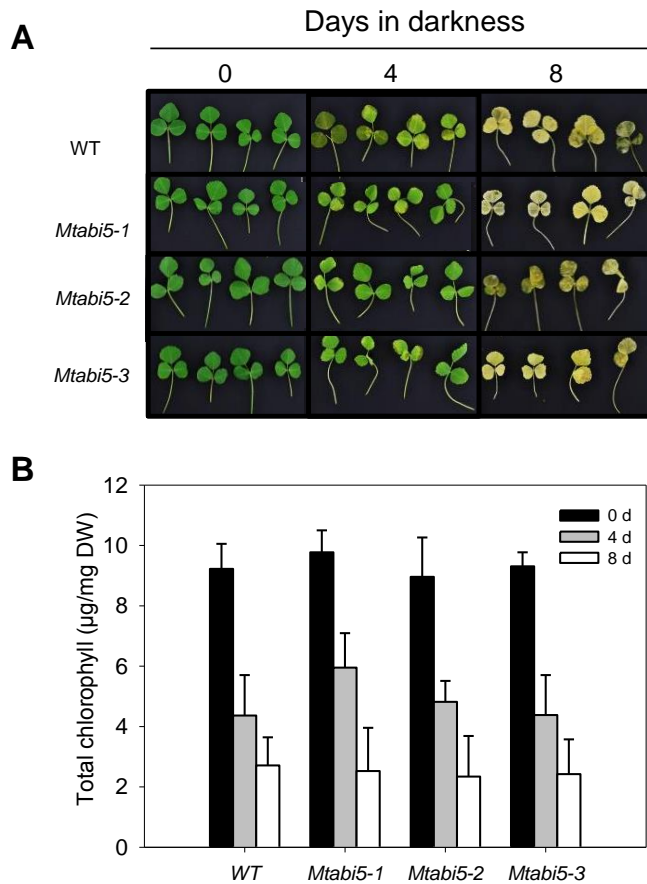 A
Days in darkness
0 4 8
WT
Mtabi5-1
Mtabi5-2
Mtabi5-3
B
Total chlorophyll (µg/mg DW)
12
10
8
6
4
2
0
0 d
4 d
8 d
WT Mtabi5-1 Mtabi5-2 Mtabi5-3